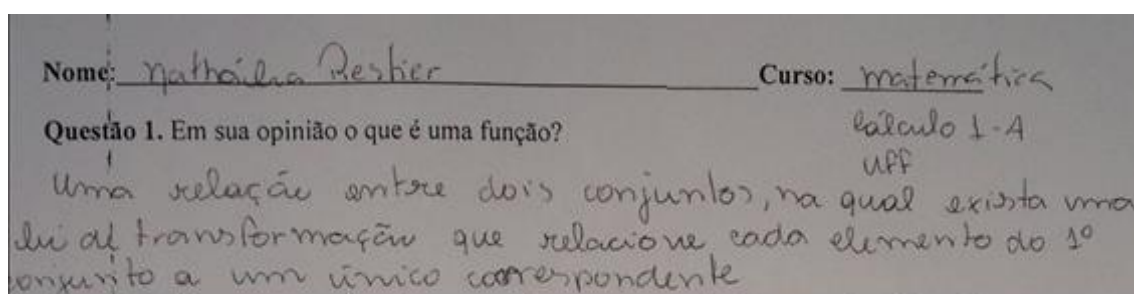 Nome: Nathália Restier Curso: matemática
Questão 1. Em sua opinião o que é uma função?
Cálculo 1-A
UFF
Uma relação entre dois conjuntos, na qual exista uma
lei de transformação que relacione cada elemento do 1º
conjunto a um único correspondente